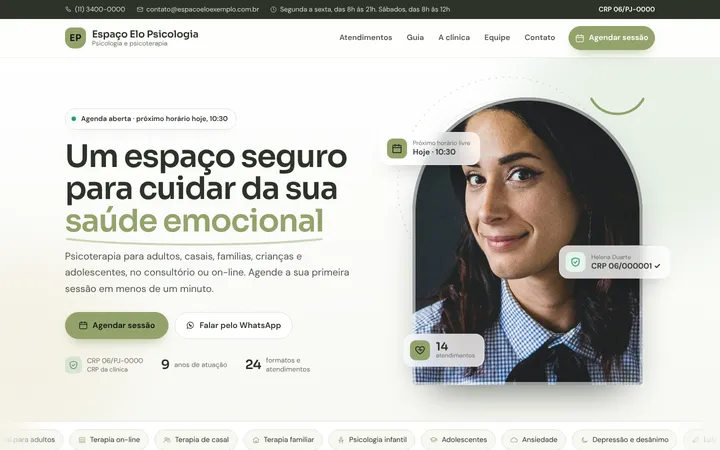 (11) 3400-0000
contato@espacoeloexemplo.com.br
Segunda a sexta, das 8h às 21h. Sábados, das 8h às 12h
CRP 06/PJ-0000
EP
Espaço Elo Psicologia
Psicologia e psicoterapia
Atendimentos
Guia
A clínica
Equipe
Contato
Agendar sessão
Agenda aberta · próximo horário hoje, 10:30
Um espaço seguro
para cuidar da sua
saúde emocional
Psicoterapia para adultos, casais, famílias, crianças e
adolescentes, no consultório ou on-line. Agende a sua primeira
sessão em menos de um minuto.
Agendar sessão
Falar pelo WhatsApp
CRP 06/PJ-0000
CRP da clínica
9 anos de atuação
24 formatos e
atendimentos
Próximo horário livre
Hoje · 10:30
Helena Duarte
CRP 06/000001 ✓
14
atendimentos
para adultos
Terapia on-line
Terapia de casal
Terapia familiar
Psicologia infantil
Adolescentes
Ansiedade
Depressão e desânimo